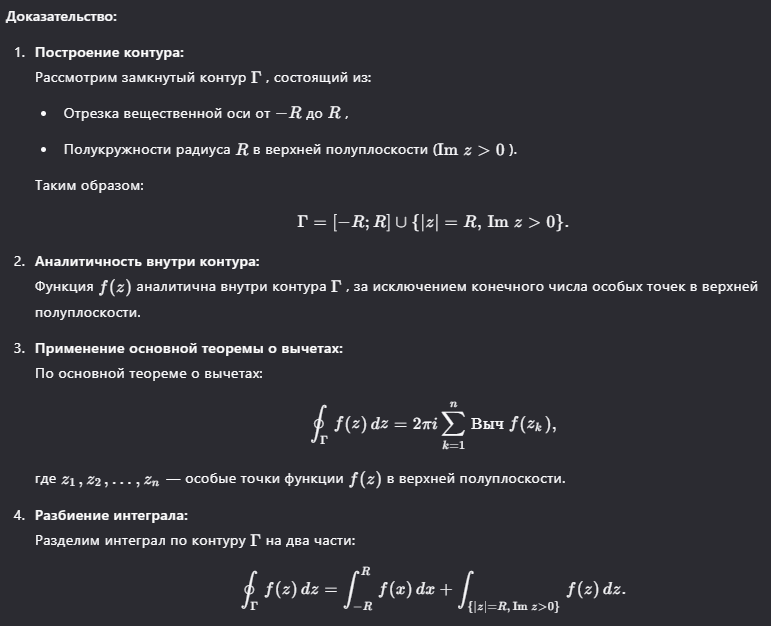 Доказательство:
1. Построение контура:
Рассмотрим замкнутый контур Γ , состоящий из:
• Отрезка вещественной оси от −R до R ,
• Полукружности радиуса R в верхней полуплоскости (Im z > 0 ).
Таким образом:
Γ = [−R; R] ∪ {|z| = R, Im z > 0}.
2. Аналитичность внутри контура:
Функция f(z) аналитична внутри контура Γ , за исключением конечного числа особых точек в верхней
полуплоскости.
3. Применение основной теоремы о вычетах:
По основной теореме о вычетах:
∮_Γ f(z) dz = 2πi ∑_{k=1}^{n} Выч f(z_k),
где z₁, z₂, . . . , zₙ — особые точки функции f(z) в верхней полуплоскости.
4. Разбиение интеграла:
Разделим интеграл по контуру Γ на два части:
∮_Γ f(z) dz = ∫_{−R}^{R} f(x) dx + ∫_{{|z|=R, Im z>0}} f(z) dz.